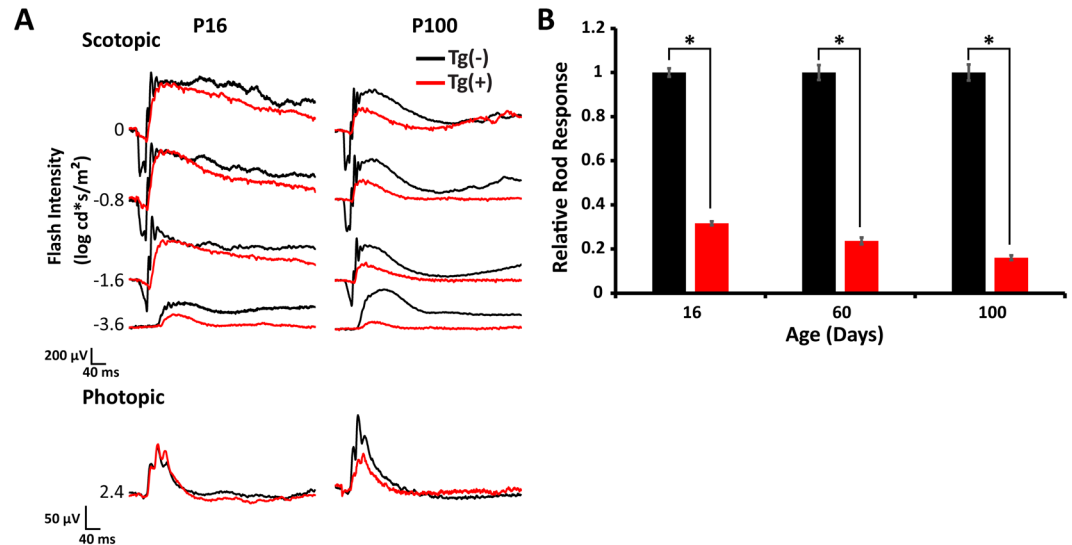 A
P16
P100
Scotopic
Tg(-)
Tg(+)
Flash Intensity
(log cd*s/m²)
0
-0.8
-1.6
-3.6
200 µV
40 ms
Photopic
2.4
50 µV
40 ms
B
Relative Rod Response
1.2
1
0.8
0.6
0.4
0.2
0
*
*
*
16
60
100
Age (Days)